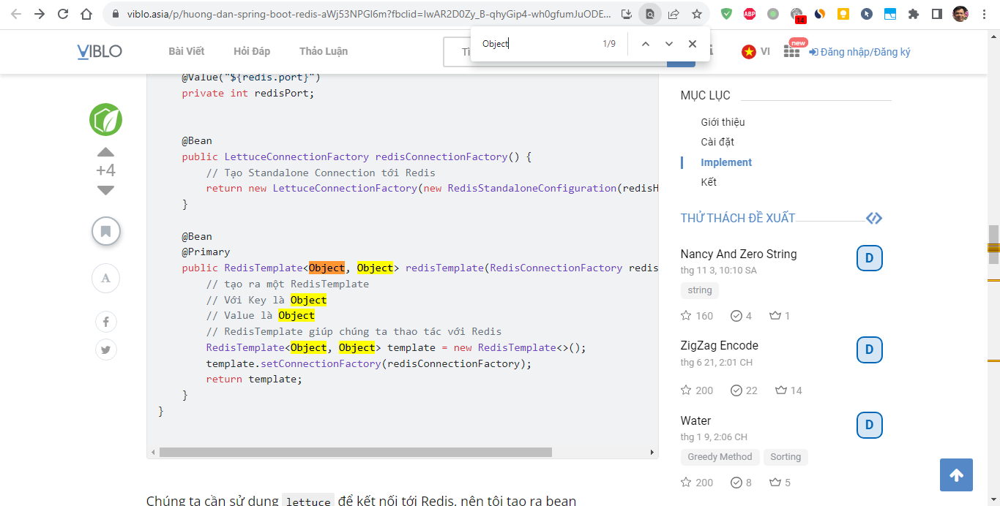 viblo.asia/p/huong-dan-spring-boot-redis-aWj53NPGl6m?fbclid=IwAR2D0Zy_B-qhyGip4-wh0gfumJuODE...
ABP
14
Object
1/9
VIBLO
Bài Viết
Hỏi Đáp
Thảo Luận
VI
new
Đăng nhập/Đăng ký
@Value("${redis.port}")
private int redisPort;
@Bean
public LettuceConnectionFactory redisConnectionFactory() {
// Tạo Standalone Connection tới Redis
return new LettuceConnectionFactory(new RedisStandaloneConfiguration(redisH
}
@Bean
@Primary
public RedisTemplate<Object, Object> redisTemplate(RedisConnectionFactory redis
// tạo ra một RedisTemplate
// Với Key là Object
// Value là Object
// RedisTemplate giúp chúng ta thao tác với Redis
RedisTemplate<Object, Object> template = new RedisTemplate<>();
template.setConnectionFactory(redisConnectionFactory);
return template;
}
}
Chúng ta cần sử dụng lettuce để kết nối tới Redis, nên tôi tạo ra bean
+4
A
MỤC LỤC
Giới thiệu
Cài đặt
Implement
Kết
THỬ THÁCH ĐỀ XUẤT
Nancy And Zero String
D
thg 11 3, 10:10 SA
string
160 4 1
ZigZag Encode
D
thg 6 21, 2:01 CH
200 22 14
Water
D
thg 1 9, 2:06 CH
Greedy Method Sorting
200 8 5